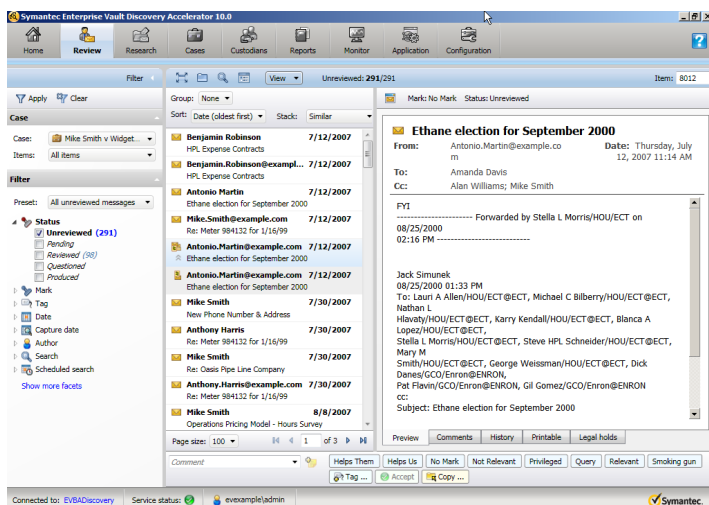 Symantec Enterprise Vault Discovery Accelerator 10.0
Home Review Research Cases Custodians Reports Monitor Application Configuration
Filter
View
Unreviewed: 291/291
Item: 8012
Apply Clear
Case
Case: Mike Smith v Widget...
Items: All items
Filter
Preset: All unreviewed messages
Status
Unreviewed (291)
Pending
Reviewed (98)
Questioned
Produced
Mark
Tag
Date
Capture date
Author
Search
Scheduled search
Show more facets
Group: None
Sort: Date (oldest first) Stack: Similar
Benjamin Robinson 7/12/2007
HPL Expense Contracts
Benjamin.Robinson@exampl... 7/12/2007
HPL Expense Contracts
Antonio Martin 7/12/2007
Ethane election for September 2000
Mike.Smith@example.com 7/12/2007
Re: Meter 984132 for 1/16/99
Antonio.Martin@example.com 7/12/2007
Ethane election for September 2000
Antonio.Martin@example.com 7/12/2007
Ethane election for September 2000
Mike Smith 7/30/2007
New Phone Number & Address
Anthony Harris 7/30/2007
Re: Meter 984132 for 1/16/99
Mike Smith 7/30/2007
Re: Oasis Pipe Line Company
Anthony.Harris@example.com 7/30/2007
Re: Meter 984132 for 1/16/99
Mike Smith 8/8/2007
Operations Pricing Model - Hours Survey
Page size: 100 1 of 3
Mark: No Mark Status: Unreviewed
Ethane election for September 2000
From: Antonio.Martin@example.co
m
Date: Thursday, July
12, 2007 11:14 AM
To: Amanda Davis
Cc: Alan Williams; Mike Smith
FYI
---------------------- Forwarded by Stella L Morris/HOU/ECT on
08/25/2000
02:16 PM ---------------------------
Jack Simunek
08/25/2000 01:33 PM
To: Lauri A Allen/HOU/ECT@ECT, Michael C Bilberry/HOU/ECT@ECT,
Nathan L
Hlavaty/HOU/ECT@ECT, Karry Kendall/HOU/ECT@ECT, Blanca A
Lopez/HOU/ECT@ECT,
Stella L Morris/HOU/ECT@ECT, Steve HPL Schneider/HOU/ECT@ECT,
Mary M
Smith/HOU/ECT@ECT, George Weissman/HOU/ECT@ECT, Dick
Danes/GCO/Enron@ENRON,
Pat Flavin/GCO/Enron@ENRON, Gil Gomez/GCO/Enron@ENRON
cc:
Subject: Ethane election for September 2000
Preview Comments History Printable Legal holds
Comment
Helps Them Helps Us No Mark Not Relevant Privileged Query Relevant Smoking gun
Tag ... Accept Copy ...
Connected to: EVBADiscovery Service status: evexample\admin
Symantec.